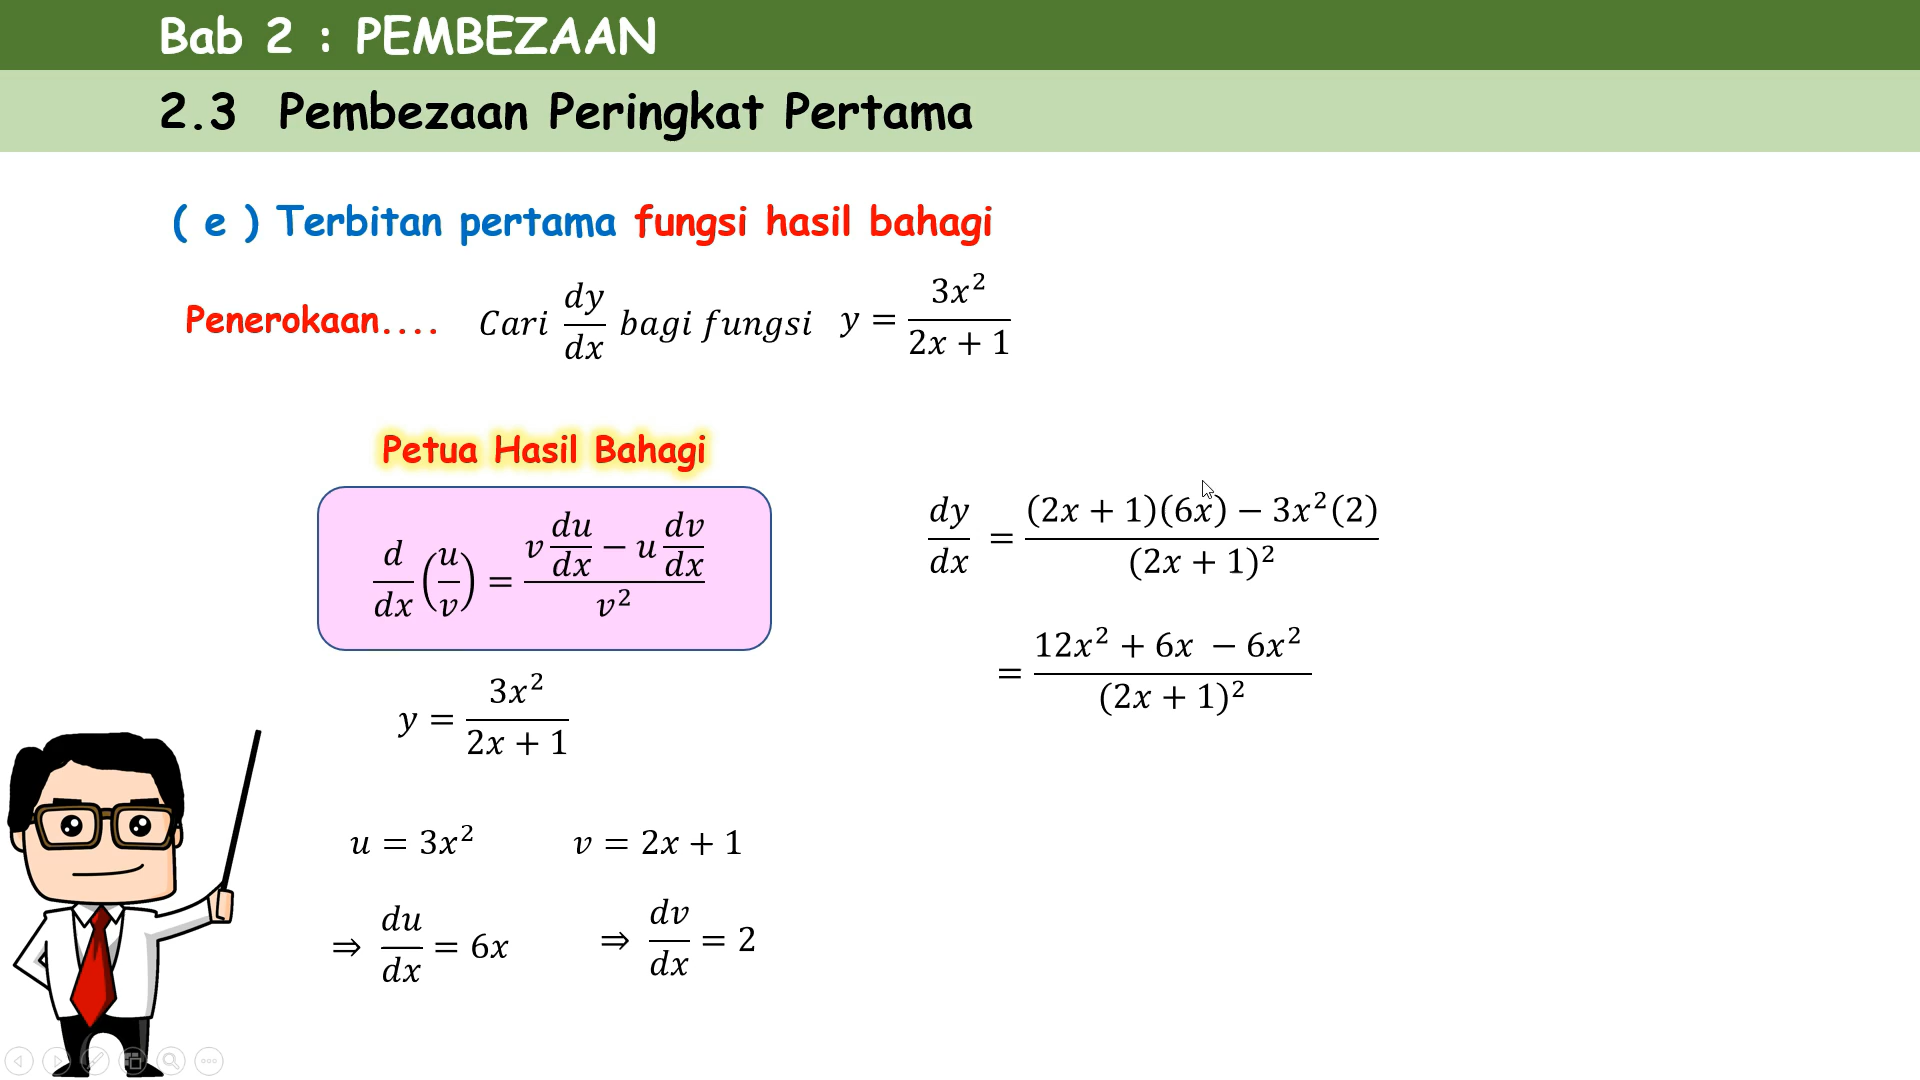 Bab 2 : PEMBEZAAN
2.3 Pembezaan Peringkat Pertama
( e ) Terbitan pertama fungsi hasil bahagi
Penerokaan.... Cari dy/dx bagi fungsi y = 3x²/(2x + 1)
Petua Hasil Bahagi
d/dx (u/v) = (v du/dx − u dv/dx)/v²
y = 3x²/(2x + 1)
u = 3x² v = 2x + 1
⇒ du/dx = 6x ⇒ dv/dx = 2
dy/dx = ((2x + 1)(6x) − 3x²(2))/(2x + 1)²
= (12x² + 6x − 6x²)/(2x + 1)²